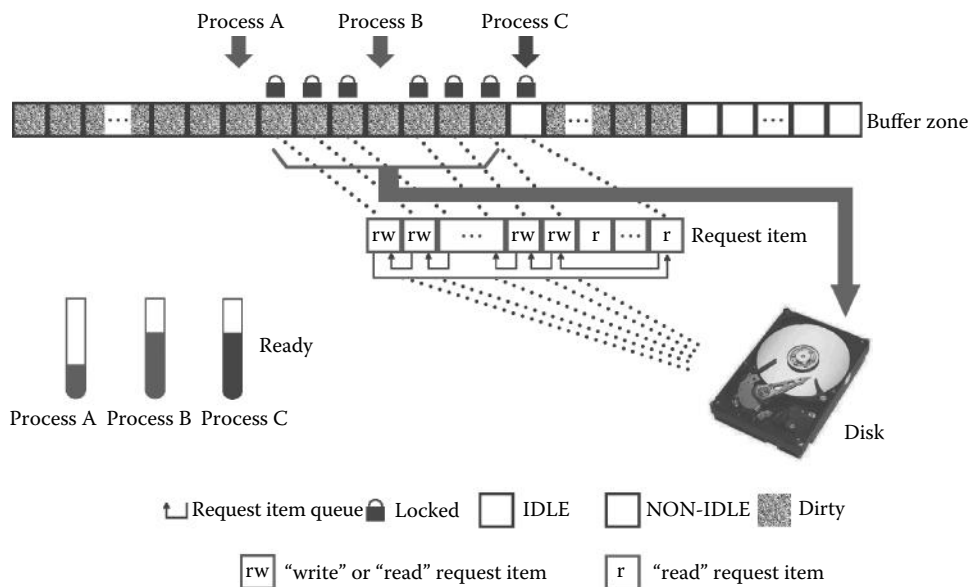 Process A
Process B
Process C
...
...
...
Buffer zone
rw
rw
...
rw
rw
r
...
r
Request item
Ready
Process A
Process B
Process C
Disk
Request item queue
Locked
IDLE
NON-IDLE
Dirty
rw
“write” or “read” request item
r
“read” request item